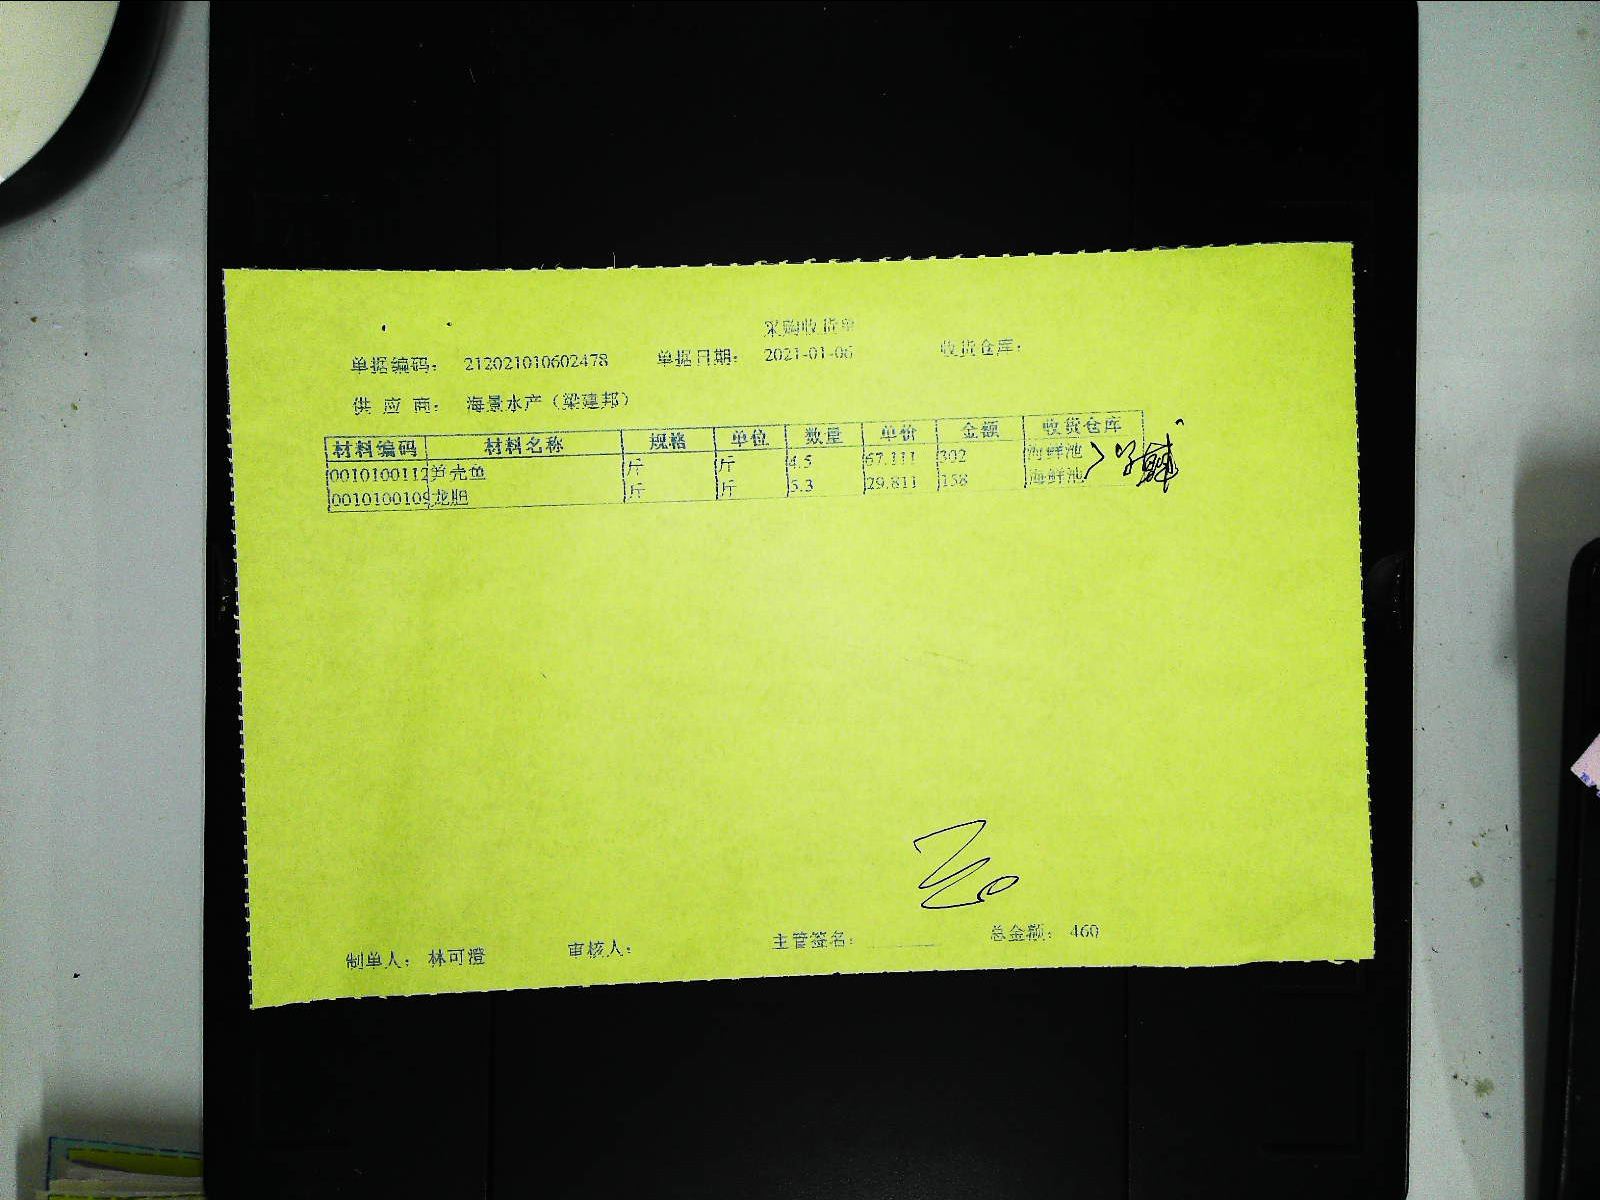 采购收货单
单据编码： 212021010602478 单据日期： 2021-01-06 收货仓库：
供 应 商： 海景水产（梁建邦）
材料编码 材料名称 规格 单位 数量 单价 金额 收货仓库
0010100112 笋壳鱼 斤 斤 4.5 67.111 302 海鲜池
0010100109 龙胆 斤 斤 5.3 29.811 158 海鲜池
制单人： 林可澄 审核人： 主管签名： 总金额： 460